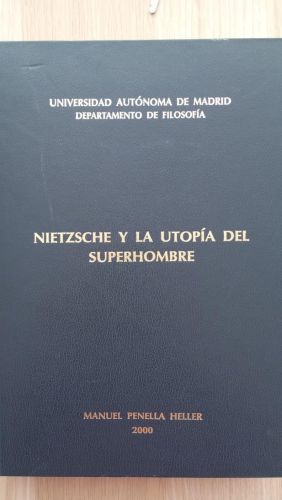 UNIVERSIDAD AUTÓNOMA DE MADRID
DEPARTAMENTO DE FILOSOFÍA
NIETZSCHE Y LA UTOPÍA DEL
SUPERHOMBRE
MANUEL PENELLA HELLER
2000